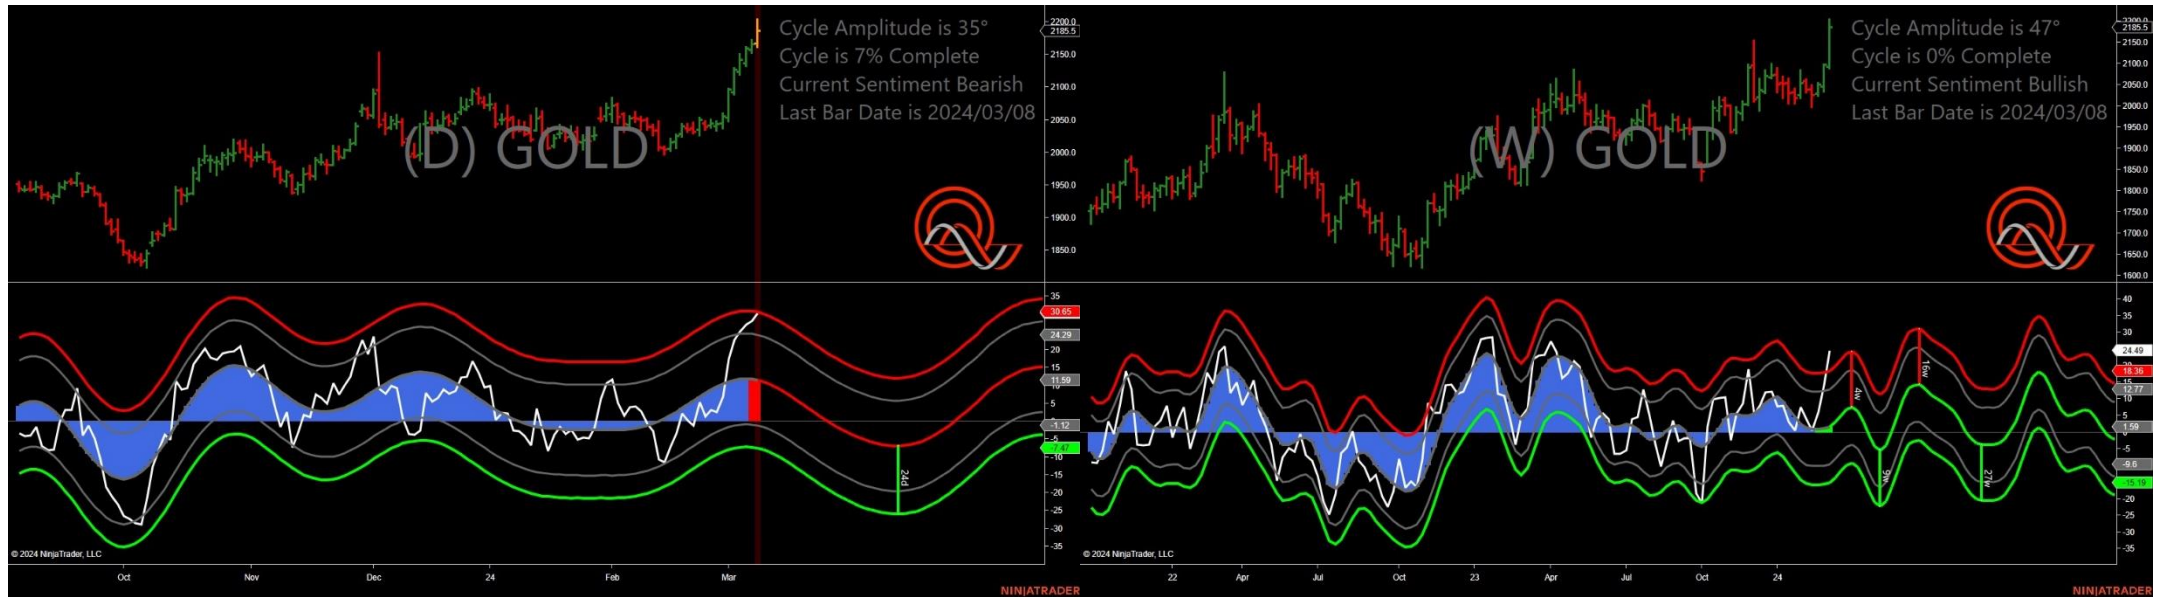 Cycle Amplitude is 35°
Cycle is 7% Complete
Current Sentiment Bearish
Last Bar Date is 2024/03/08
(D) GOLD
2200.0
2185.5
2150.0
2100.0
2050.0
2000.0
1950.0
1900.0
1850.0
35
30.65
24.29
20
15
11.59
5
-1.12
-5
-7.47
-10
-15
-20
-25
-30
-35
24d
© 2024 NinjaTrader, LLC
Oct
Nov
Dec
24
Feb
Mar
NINJATRADER
Cycle Amplitude is 47°
Cycle is 0% Complete
Current Sentiment Bullish
Last Bar Date is 2024/03/08
(W) GOLD
2200.0
2185.5
2150.0
2100.0
2050.0
2000.0
1950.0
1900.0
1850.0
1800.0
1750.0
1700.0
1650.0
1600.0
40
35
30
24.49
18.36
15
12.77
10
5
1.59
0
-5
-9.6
-15.19
-20
-25
-30
-35
4w
16w
9w
27w
© 2024 NinjaTrader, LLC
22
Apr
Jul
Oct
23
Apr
Jul
Oct
24
NINJATRADER